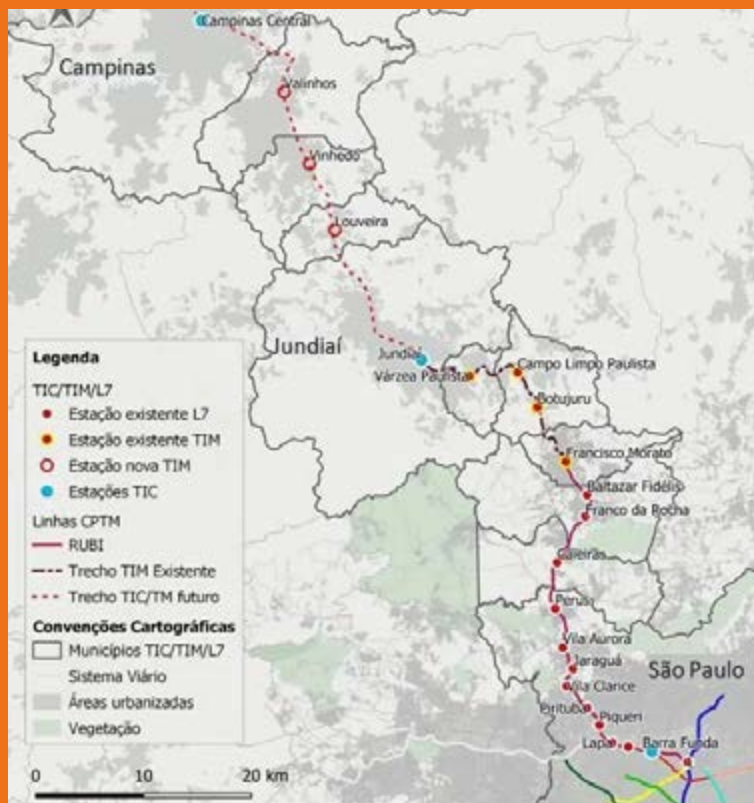 Campinas Central
Campinas
Valinhos
Vinhedo
Louveira
Jundiaí
Jundiaí
Várzea Paulista
Campo Limpo Paulista
Botujuru
Francisco Morato
Baltazar Fidélis
Franco da Rocha
Caieiras
Perus
Vila Aurora
Jaraguá
São Paulo
Vila Clarice
Pirituba
Piqueri
Lapa
Barra Funda
Legenda
TIC/TIM/L7
Estação existente L7
Estação existente TIM
Estação nova TIM
Estações TIC
Linhas CPTM
RUBI
Trecho TIM Existente
Trecho TIC/TM futuro
Convenções Cartográficas
Municípios TIC/TIM/L7
Sistema Viário
Áreas urbanizadas
Vegetação
0 10 20 km